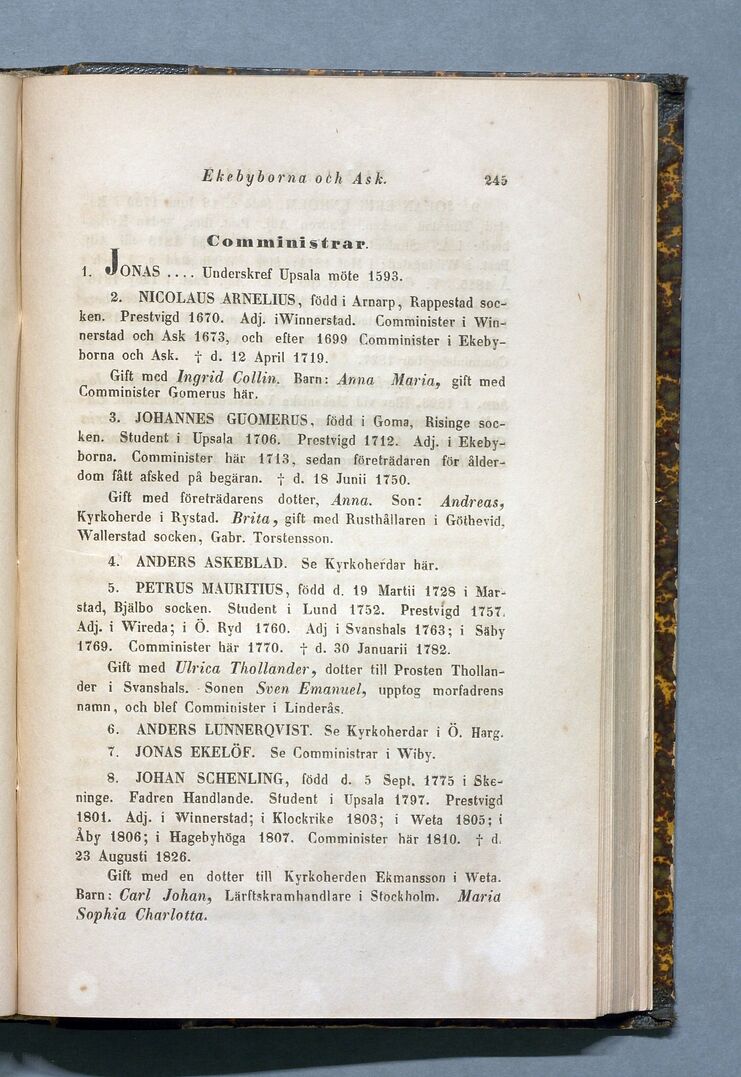 Ekebyborna och Ask. 245
Comministrar.
1. JONAS .... Underskref Upsala möte 1593.
2. NICOLAUS ARNELIUS, född i Arnarp, Rappestad soc-
ken. Prestvigd 1670. Adj. iWinnerstad. Comminister i Win-
nerstad och Ask 1673, och efter 1699 Comminister i Ekeby-
borna och Ask. † d. 12 April 1719.
Gift med Ingrid Collin. Barn: Anna Maria, gift med
Comminister Gomerus här.
3. JOHANNES GUOMERUS, född i Goma, Risinge soc-
ken. Student i Upsala 1706. Prestvigd 1712. Adj. i Ekeby-
borna. Comminister här 1713, sedan företrädaren för ålder-
dom fått afsked på begäran. † d. 18 Junii 1750.
Gift med företrädarens dotter, Anna. Son: Andreas,
Kyrkoherde i Rystad. Brita, gift med Rusthållaren i Göthevid,
Wallerstad socken, Gabr. Torstensson.
4. ANDERS ASKEBLAD. Se Kyrkoherdar här.
5. PETRUS MAURITIUS, född d. 19 Martii 1728 i Mar-
stad, Bjälbo socken. Student i Lund 1752. Prestvigd 1757.
Adj. i Wireda; i Ö. Ryd 1760. Adj i Svanshals 1763; i Säby
1769. Comminister här 1770. † d. 30 Januarii 1782.
Gift med Ulrica Thollander, dotter till Prosten Thollan-
der i Svanshals. Sonen Sven Emanuel, upptog morfadrens
namn, och blef Comminister i Linderås.
6. ANDERS LUNNERQVIST. Se Kyrkoherdar i Ö. Harg.
7. JONAS EKELÖF. Se Comministrar i Wiby.
8. JOHAN SCHENLING, född d. 5 Sept. 1775 i Ske-
ninge. Fadren Handlande. Student i Upsala 1797. Prestvigd
1801. Adj. i Winnerstad; i Klockrike 1803; i Weta 1805; i
Åby 1806; i Hagebyhöga 1807. Comminister här 1810. † d.
23 Augusti 1826.
Gift med en dotter till Kyrkoherden Ekmansson i Weta.
Barn: Carl Johan, Lärftskramhandlare i Stockholm. Maria
Sophia Charlotta.